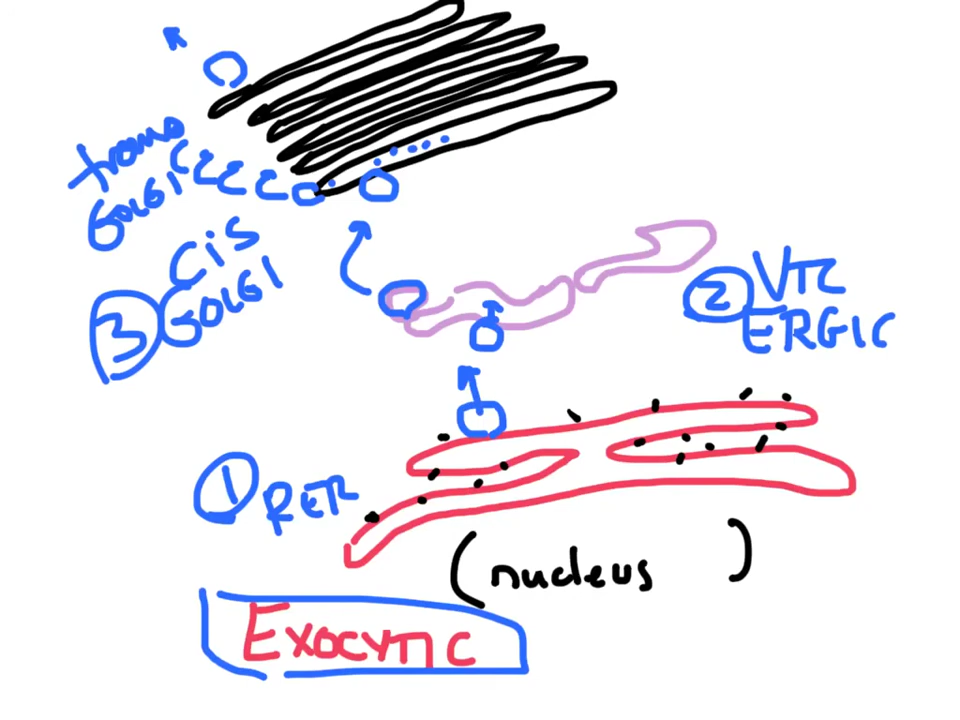 trans
GOLGI
③ Cis
GOLGI
② VTC
ERGIC
① RER
(nucleus)
EXOCYTIC